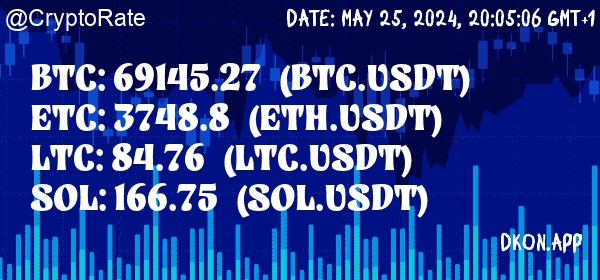 @CryptoRate
DATE: MAY 25, 2024, 20:05:06 GMT+1
BTC: 69145.27 (BTC.USDT)
ETC: 3748.8 (ETH.USDT)
LTC: 84.76 (LTC.USDT)
SOL: 166.75 (SOL.USDT)
DKON.APP